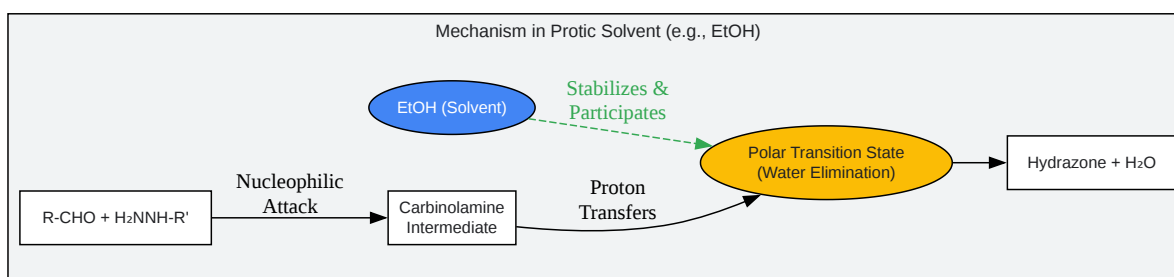 Mechanism in Protic Solvent (e.g., EtOH)
EtOH (Solvent)
Stabilizes &
Participates
Polar Transition State
(Water Elimination)
Hydrazone + H₂O
R-CHO + H₂NNH-R'
Nucleophilic
Attack
Carbinolamine
Intermediate
Proton
Transfers